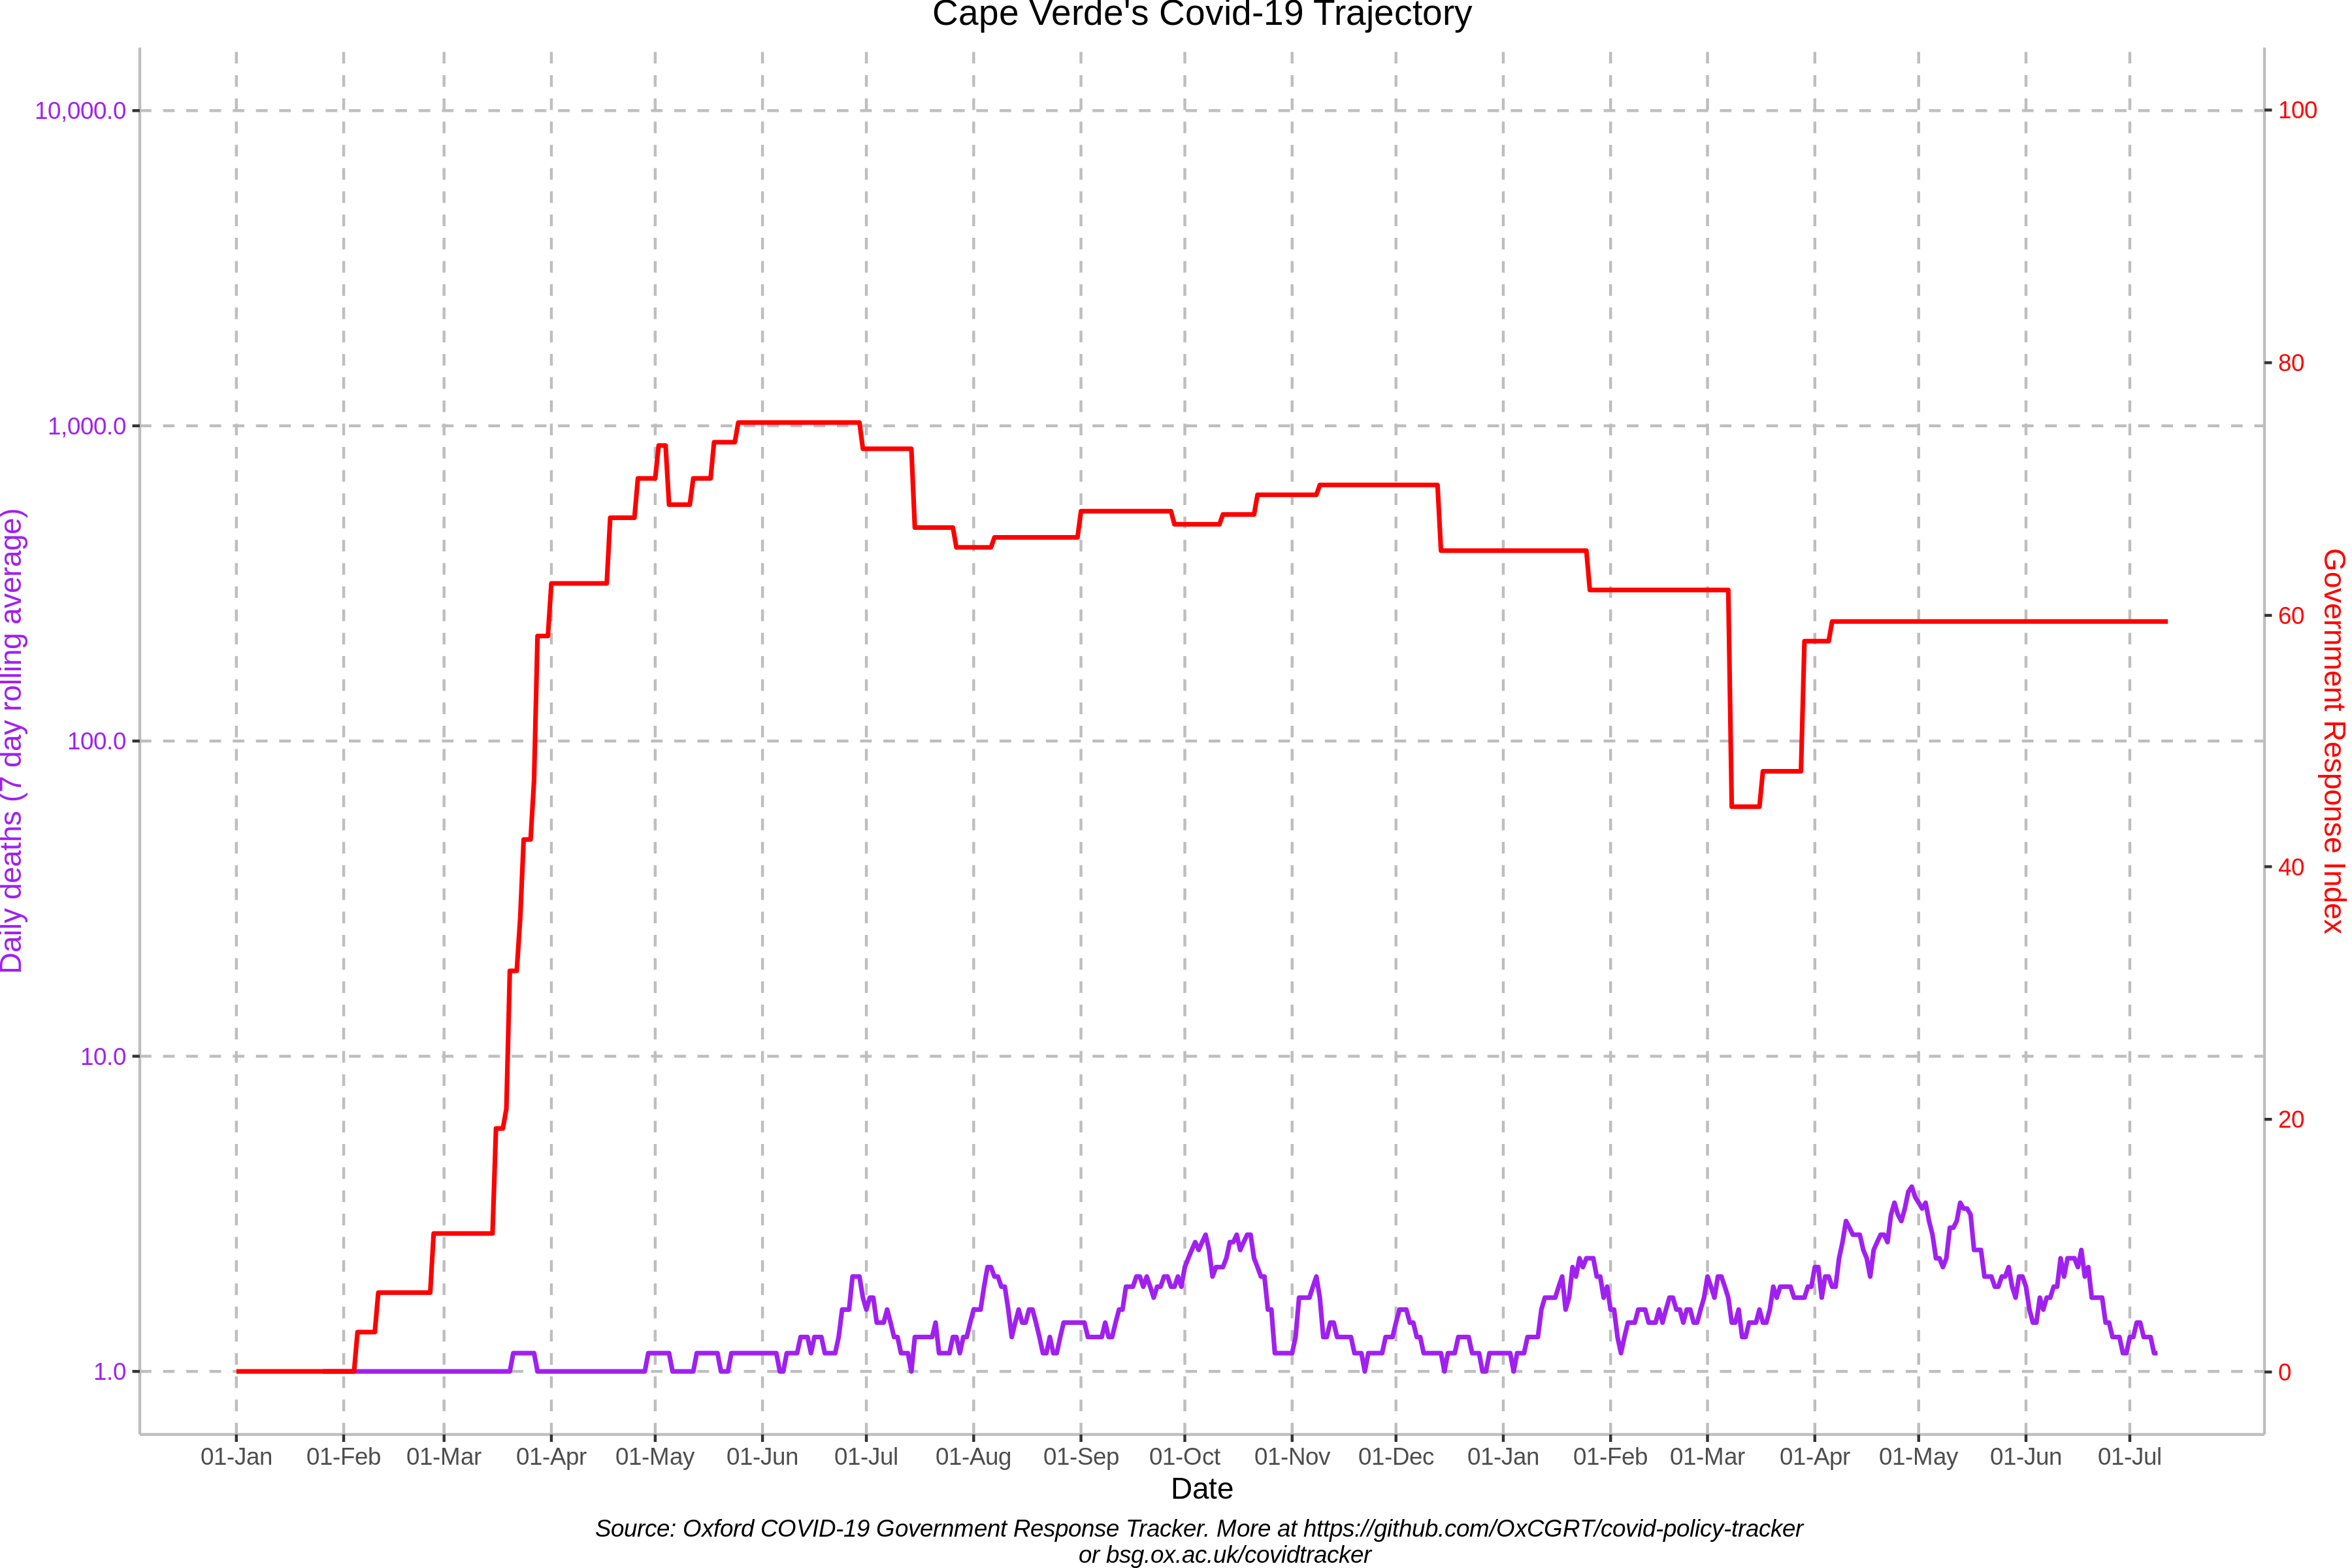 Cape Verde's Covid-19 Trajectory
10,000.0
1,000.0
100.0
10.0
1.0
Daily deaths (7 day rolling average)
100
80
60
40
20
0
Government Response Index
01-Jan 01-Feb 01-Mar 01-Apr 01-May 01-Jun 01-Jul 01-Aug 01-Sep 01-Oct 01-Nov 01-Dec 01-Jan 01-Feb 01-Mar 01-Apr 01-May 01-Jun 01-Jul
Date
Source: Oxford COVID-19 Government Response Tracker. More at https://github.com/OxCGRT/covid-policy-tracker
or bsg.ox.ac.uk/covidtracker